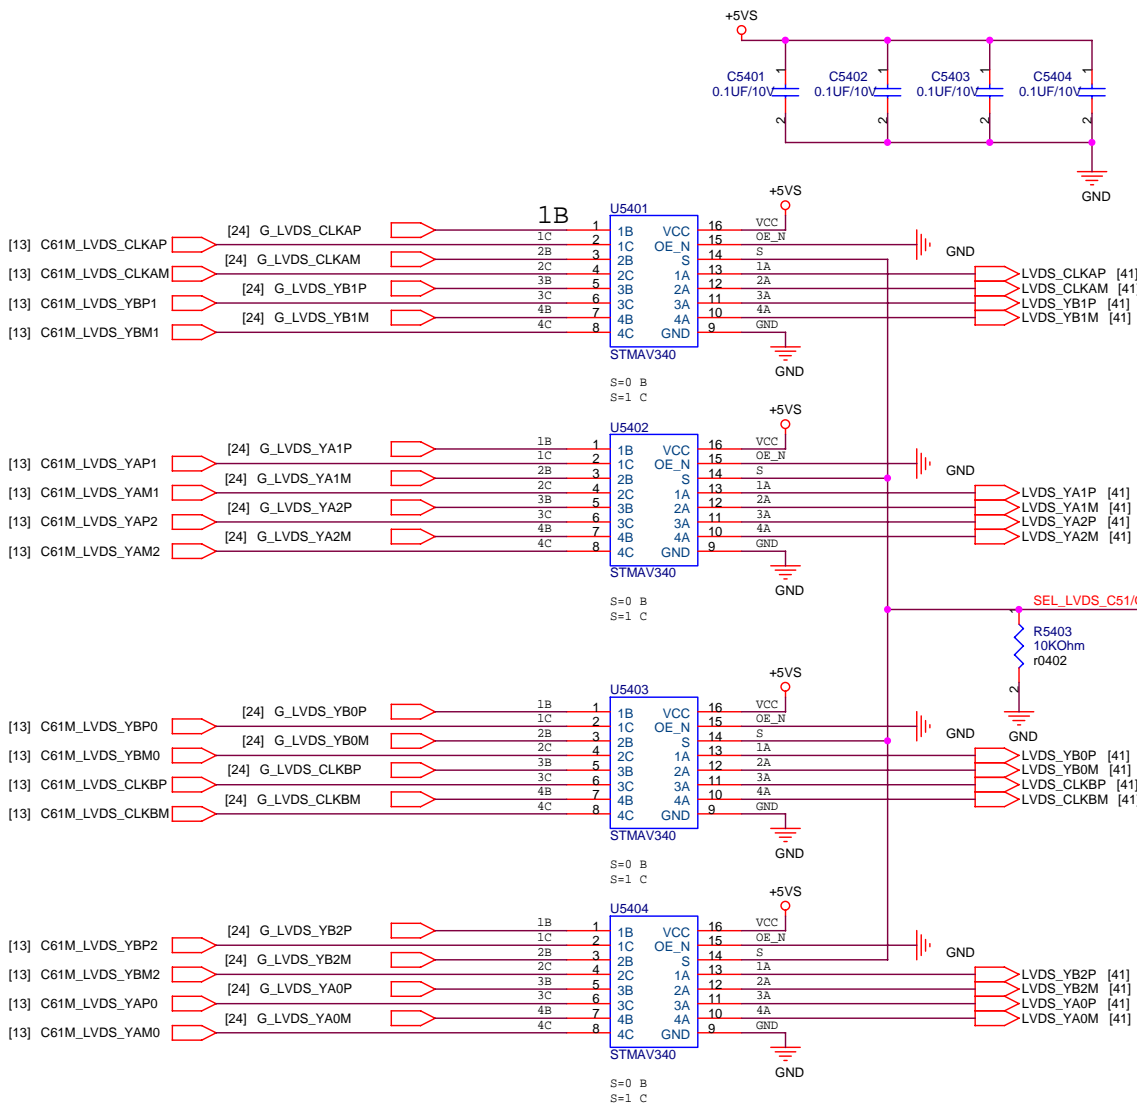 +5VS
C5401 0.1UF/10V 1 2
C5402 0.1UF/10V 1 2
C5403 0.1UF/10V 1 2
C5404 0.1UF/10V 1 2
GND
+5VS
1B U5401
[24] G_LVDS_CLKAP 1 1B VCC 16 VCC
[13] C61M_LVDS_CLKAP 1C 2 1C OE_N 15 OE_N GND
[24] G_LVDS_CLKAM 2B 3 2B S 14 S
[13] C61M_LVDS_CLKAM 2C 4 2C 1A 13 1A LVDS_CLKAP [41]
[24] G_LVDS_YB1P 3B 5 3B 2A 12 2A LVDS_CLKAM [41]
[13] C61M_LVDS_YBP1 3C 6 3C 3A 11 3A LVDS_YB1P [41]
[24] G_LVDS_YB1M 4B 7 4B 4A 10 4A LVDS_YB1M [41]
[13] C61M_LVDS_YBM1 4C 8 4C GND 9 GND
STMAV340 GND
S=0 B
S=1 C
+5VS
U5402
[24] G_LVDS_YA1P 1B 1 1B VCC 16 VCC
[13] C61M_LVDS_YAP1 1C 2 1C OE_N 15 OE_N GND
[24] G_LVDS_YA1M 2B 3 2B S 14 S
[13] C61M_LVDS_YAM1 2C 4 2C 1A 13 1A LVDS_YA1P [41]
[24] G_LVDS_YA2P 3B 5 3B 2A 12 2A LVDS_YA1M [41]
[13] C61M_LVDS_YAP2 3C 6 3C 3A 11 3A LVDS_YA2P [41]
[24] G_LVDS_YA2M 4B 7 4B 4A 10 4A LVDS_YA2M [41]
[13] C61M_LVDS_YAM2 4C 8 4C GND 9 GND
STMAV340 GND
S=0 B
S=1 C
SEL_LVDS_C51/
1
R5403
10KOhm
r0402
2
GND
+5VS
U5403
[24] G_LVDS_YB0P 1B 1 1B VCC 16 VCC
[13] C61M_LVDS_YBP0 1C 2 1C OE_N 15 OE_N GND
[24] G_LVDS_YB0M 2B 3 2B S 14 S
[13] C61M_LVDS_YBM0 2C 4 2C 1A 13 1A LVDS_YB0P [41]
[24] G_LVDS_CLKBP 3B 5 3B 2A 12 2A LVDS_YB0M [41]
[13] C61M_LVDS_CLKBP 3C 6 3C 3A 11 3A LVDS_CLKBP [41]
[24] G_LVDS_CLKBM 4B 7 4B 4A 10 4A LVDS_CLKBM [41]
[13] C61M_LVDS_CLKBM 4C 8 4C GND 9 GND
STMAV340 GND
S=0 B
S=1 C
+5VS
U5404
[24] G_LVDS_YB2P 1B 1 1B VCC 16 VCC
[13] C61M_LVDS_YBP2 1C 2 1C OE_N 15 OE_N GND
[24] G_LVDS_YB2M 2B 3 2B S 14 S
[13] C61M_LVDS_YBM2 2C 4 2C 1A 13 1A LVDS_YB2P [41]
[24] G_LVDS_YA0P 3B 5 3B 2A 12 2A LVDS_YB2M [41]
[13] C61M_LVDS_YAP0 3C 6 3C 3A 11 3A LVDS_YA0P [41]
[24] G_LVDS_YA0M 4B 7 4B 4A 10 4A LVDS_YA0M [41]
[13] C61M_LVDS_YAM0 4C 8 4C GND 9 GND
STMAV340 GND
S=0 B
S=1 C